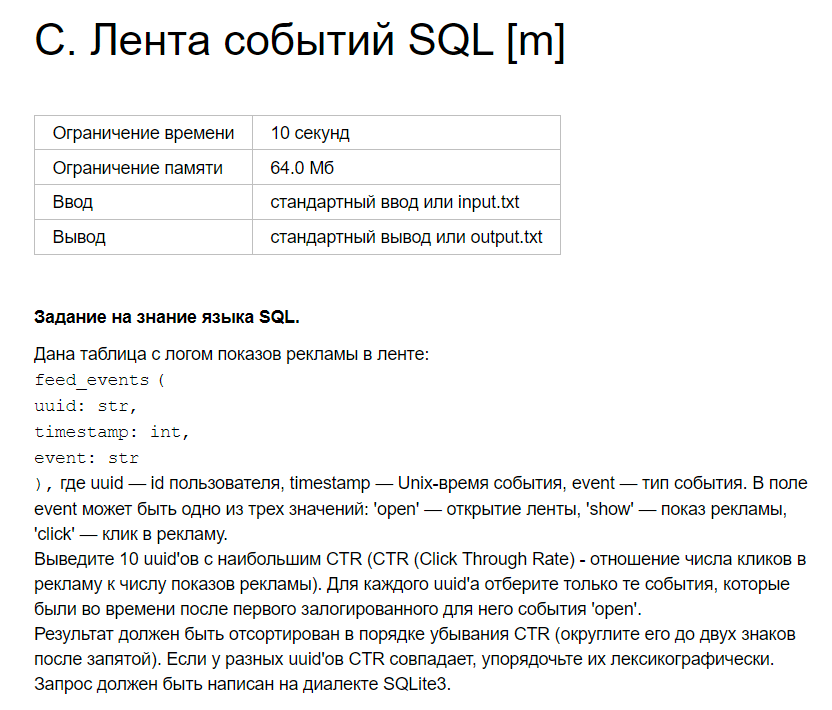 C. Лента событий SQL [m]
Ограничение времени 10 секунд
Ограничение памяти 64.0 Мб
Ввод стандартный ввод или input.txt
Вывод стандартный вывод или output.txt
Задание на знание языка SQL.
Дана таблица с логом показов рекламы в ленте:
feed_events (
uuid: str,
timestamp: int,
event: str
), где uuid — id пользователя, timestamp — Unix-время события, event — тип события. В поле
event может быть одно из трех значений: 'open' — открытие ленты, 'show' — показ рекламы,
'click' — клик в рекламу.
Выведите 10 uuid'ов с наибольшим CTR (CTR (Click Through Rate) - отношение числа кликов в
рекламу к числу показов рекламы). Для каждого uuid'а отберите только те события, которые
были во времени после первого залогированного для него события 'open'.
Результат должен быть отсортирован в порядке убывания CTR (округлите его до двух знаков
после запятой). Если у разных uuid'ов CTR совпадает, упорядочьте их лексикографически.
Запрос должен быть написан на диалекте SQLite3.